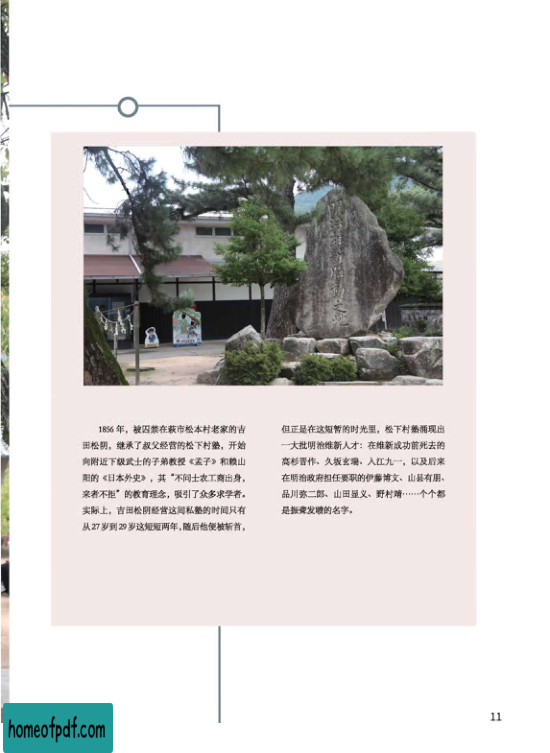 1856 年，被囚禁在萩市松本村老家的吉
田松阴，继承了叔父经营的松下村塾，开始
向附近下级武士的子弟教授《孟子》和赖山
阳的《日本外史》，其“不问士农工商出身，
来者不拒”的教育理念，吸引了众多求学者。
实际上，吉田松阴经营这间私塾的时间只有
从 27 岁到 29 岁这短短两年，随后他便被斩首，
但正是在这短暂的时光里，松下村塾涌现出
一大批明治维新人才：在维新成功前死去的
高杉晋作、久坂玄瑞、入江九一，以及后来
在明治政府担任要职的伊藤博文、山县有朋、
品川弥二郎、山田显义、野村靖……个个都
是振聋发聩的名字。
11
homeofpdf.com